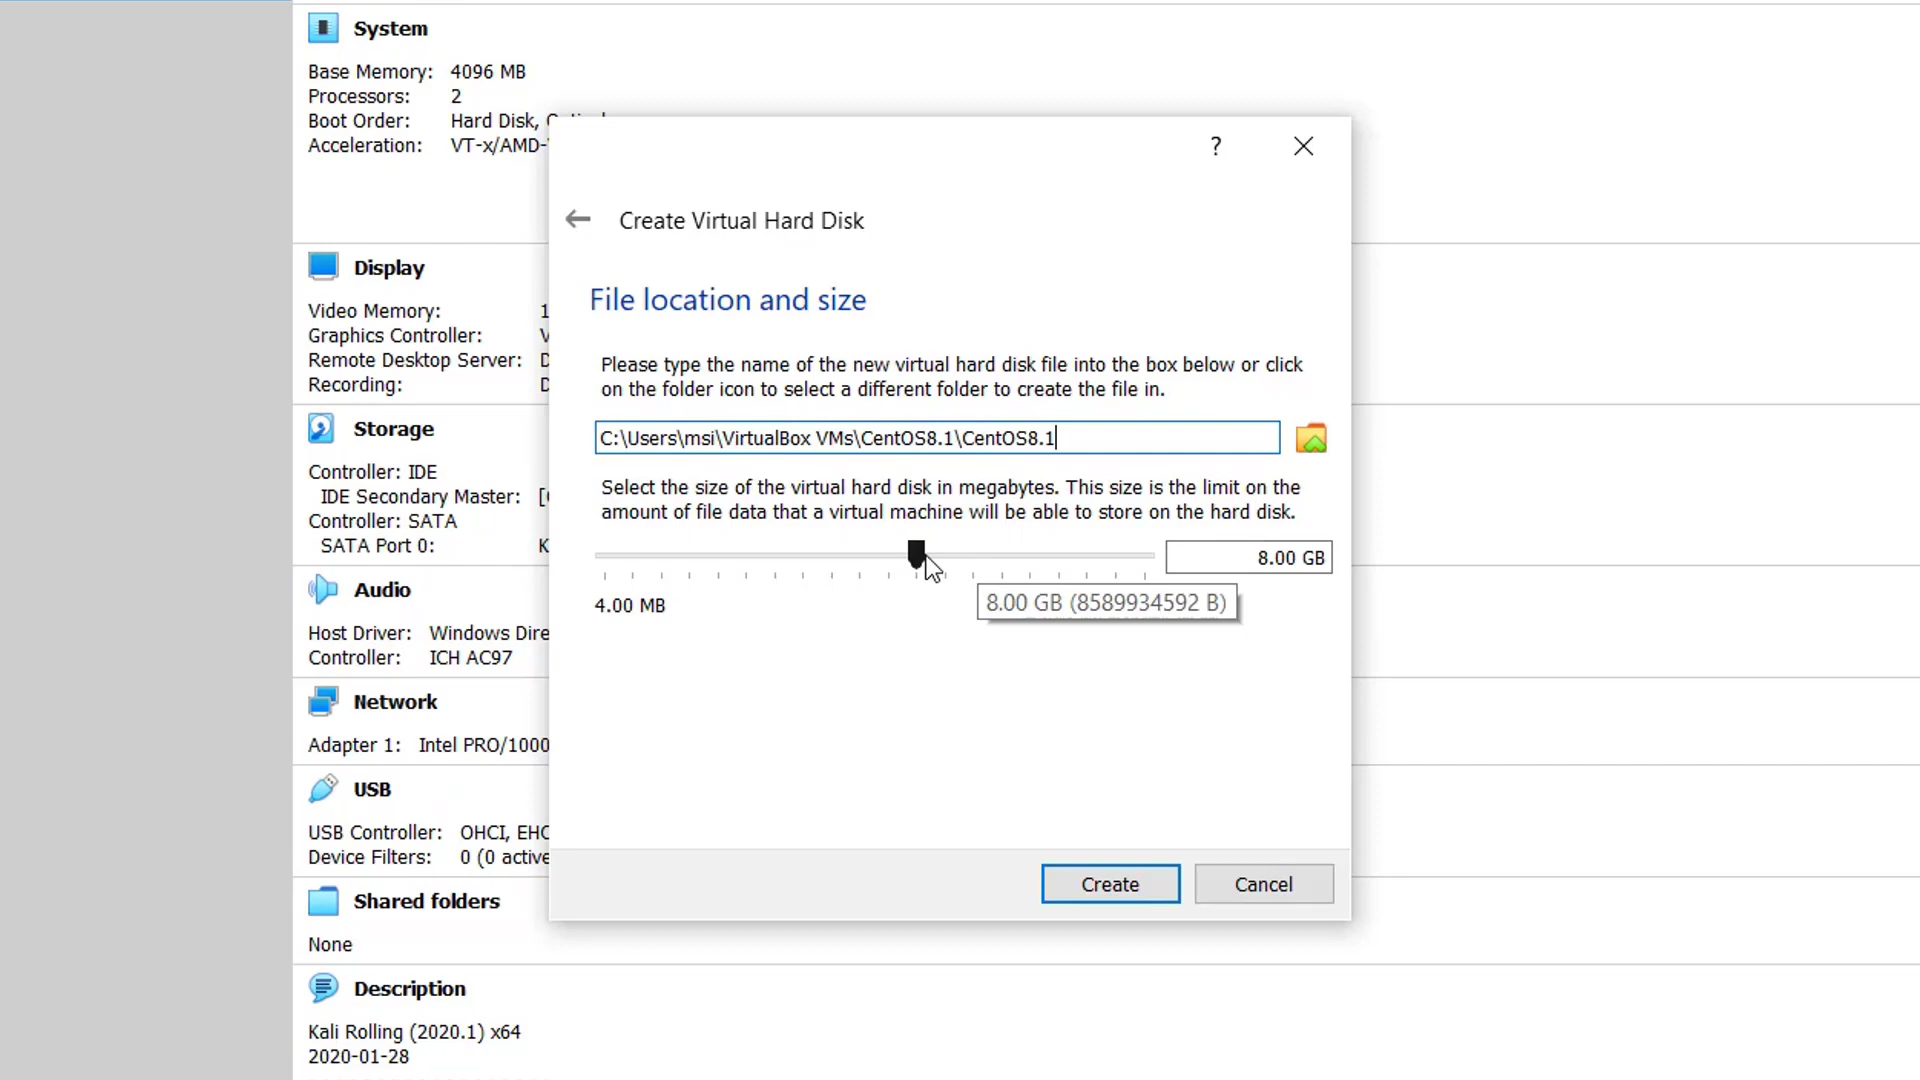 System
Base Memory: 4096 MB
Processors: 2
Boot Order: Hard Disk,
Acceleration: VT-x/AMD-
Display
Video Memory: 1
Graphics Controller:
Remote Desktop Server:
Recording:
Storage
Controller: IDE
IDE Secondary Master:
Controller: SATA
SATA Port 0:
Audio
Host Driver: Windows Dire
Controller: ICH AC97
Network
Adapter 1: Intel PRO/1000
USB
USB Controller: OHCI, EHC
Device Filters: 0 (0 active
Shared folders
None
Description
Kali Rolling (2020.1) x64
2020-01-28
?
Create Virtual Hard Disk
File location and size
Please type the name of the new virtual hard disk file into the box below or click
on the folder icon to select a different folder to create the file in.
C:\Users\msi\VirtualBox VMs\CentOS8.1\CentOS8.1
Select the size of the virtual hard disk in megabytes. This size is the limit on the
amount of file data that a virtual machine will be able to store on the hard disk.
8.00 GB
4.00 MB
8.00 GB (8589934592 B)
Create
Cancel